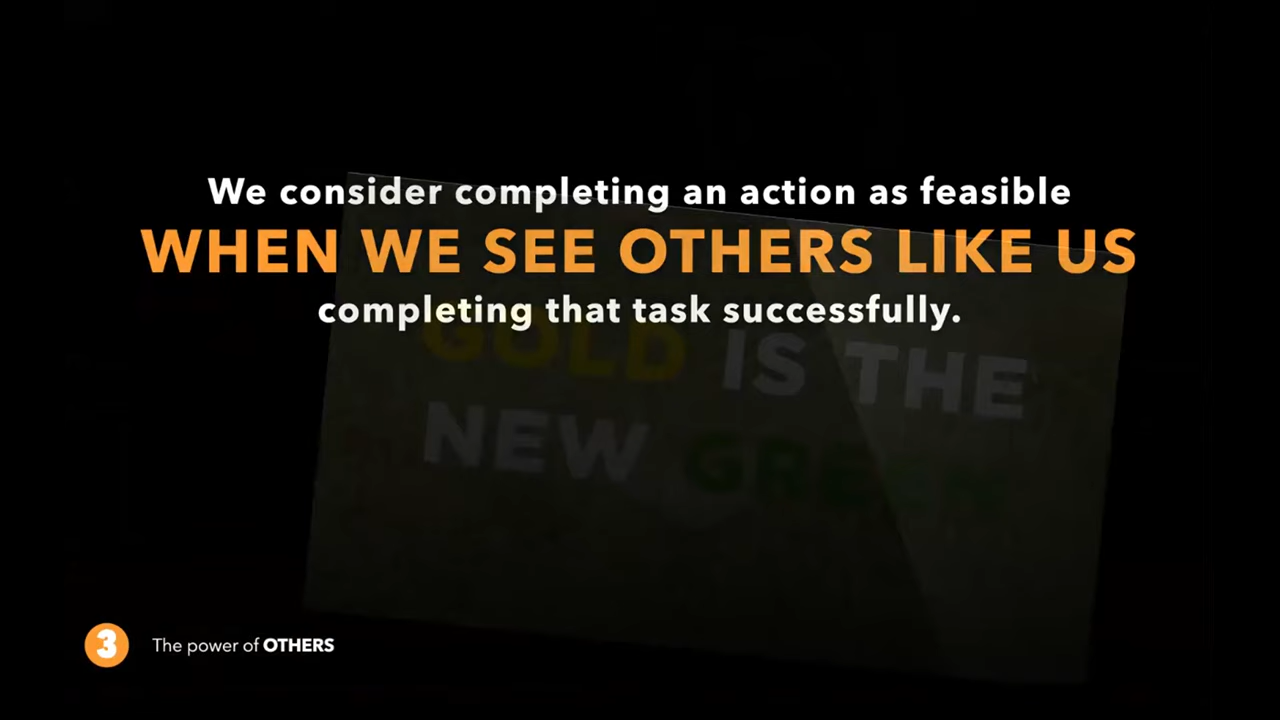 We consider completing an action as feasible
WHEN WE SEE OTHERS LIKE US
completing that task successfully.
GOLD IS THE
NEW GREEN
3 The power of OTHERS